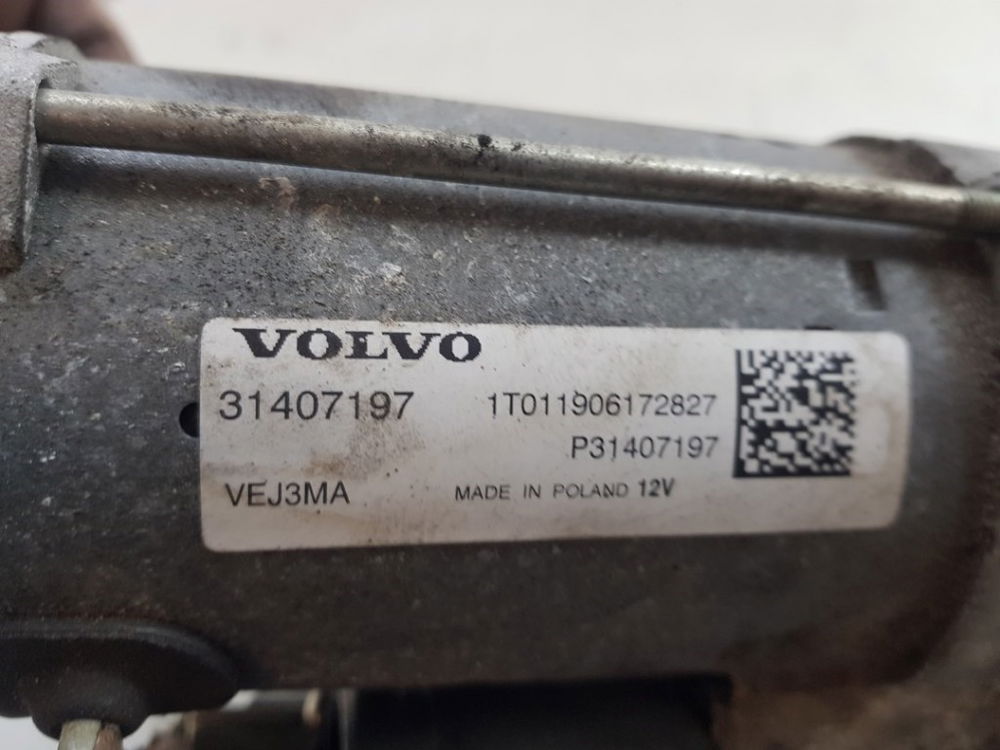 VOLVO
31407197 1T011906172827
P31407197
VEJ3MA MADE IN POLAND 12V